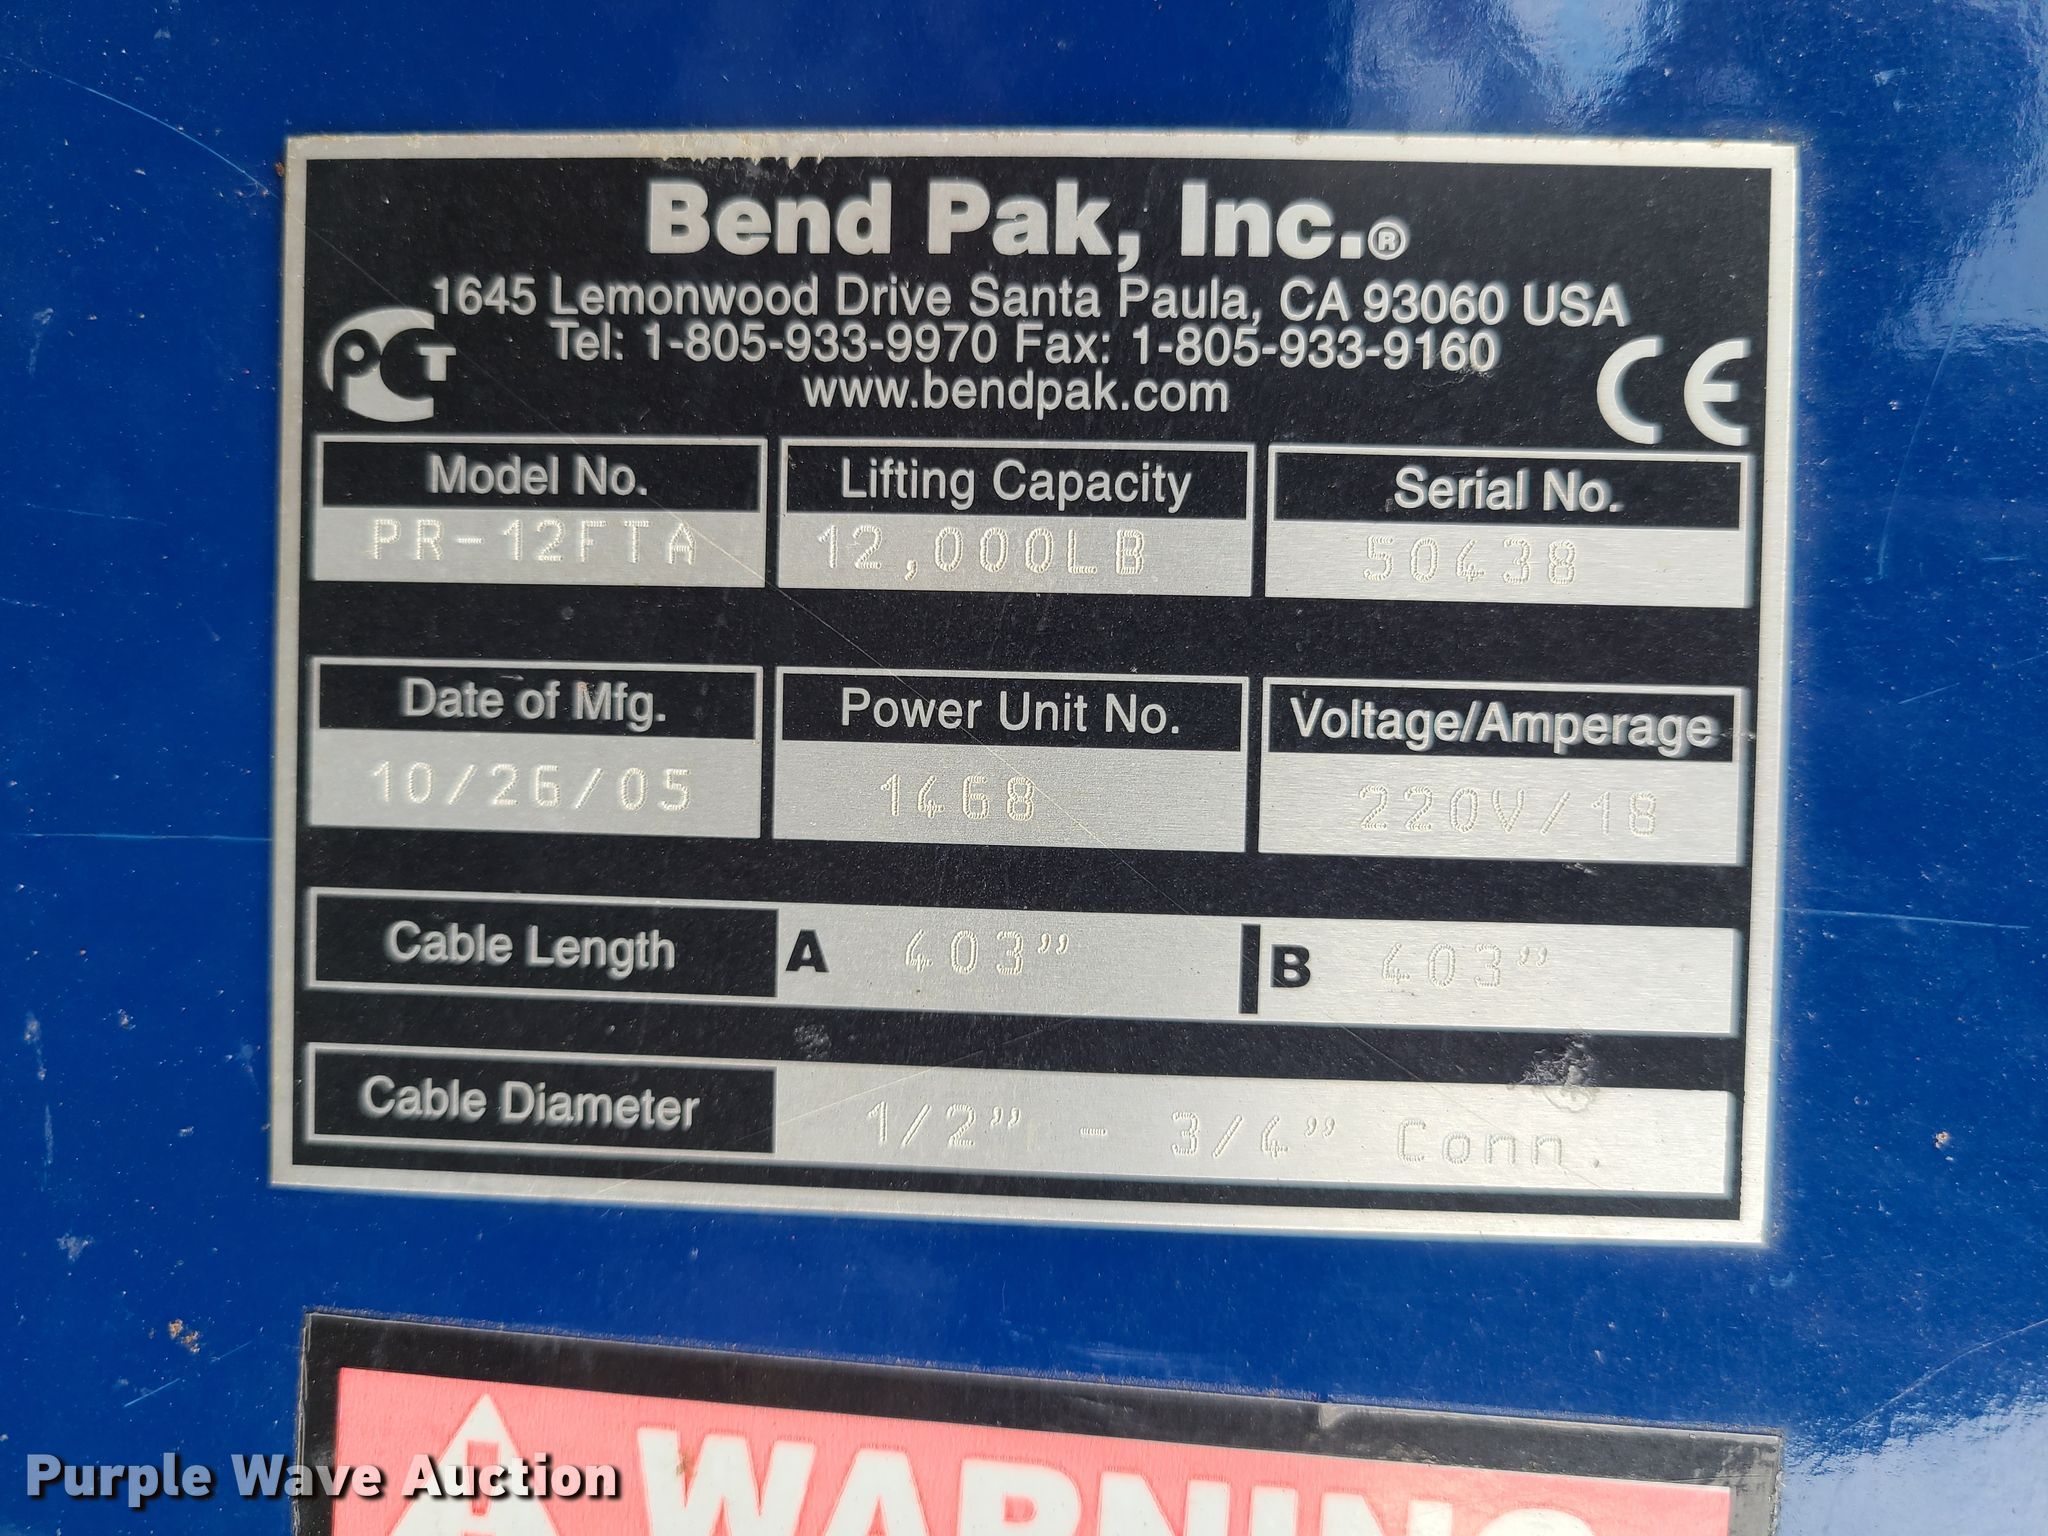 Bend Pak, Inc.®
1645 Lemonwood Drive Santa Paula, CA 93060 USA
Tel: 1-805-933-9970 Fax: 1-805-933-9160
www.bendpak.com
PCT
CE
Model No. Lifting Capacity Serial No.
PR-12FTA 12,000LB 50438
Date of Mfg. Power Unit No. Voltage/Amperage
10/26/05 1468 220V/18
Cable Length A 403" B 403"
Cable Diameter 1/2" - 3/4" Conn.
WARNING
Purple Wave Auction